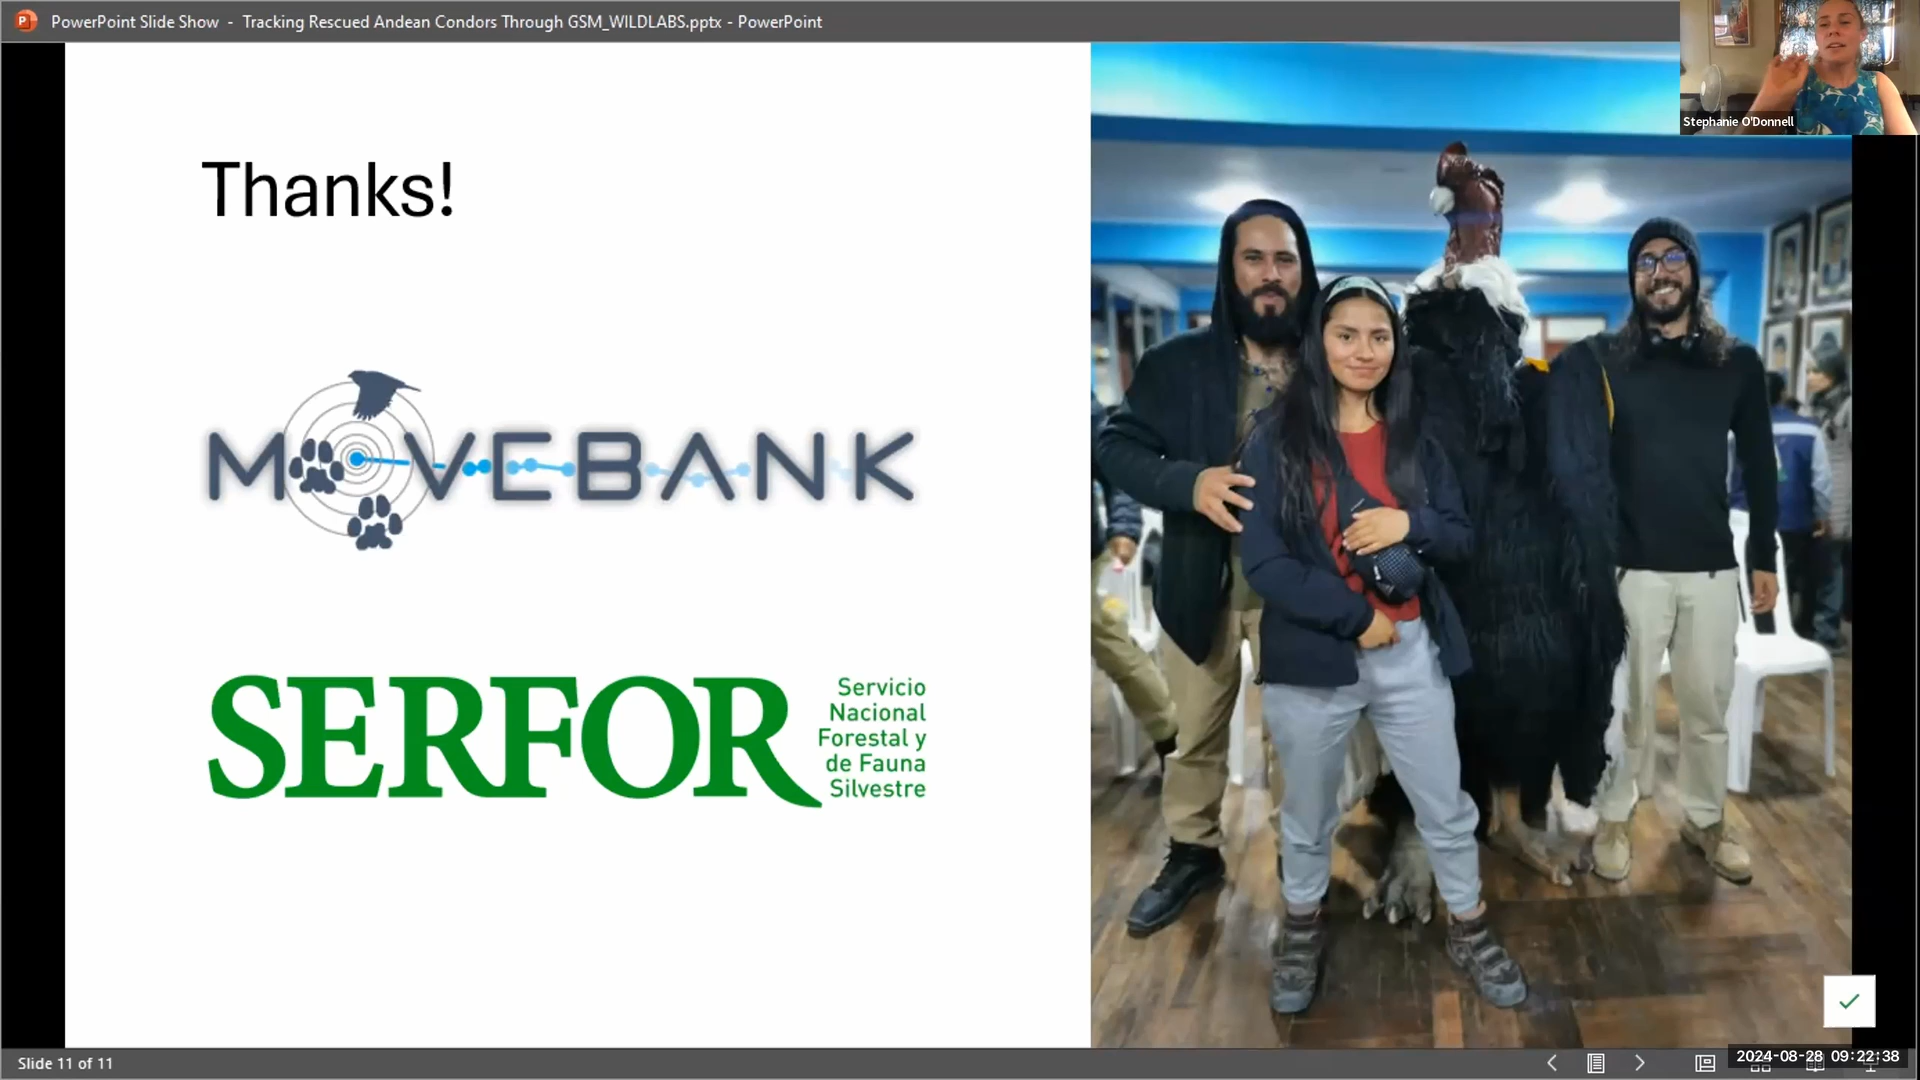 PowerPoint Slide Show - Tracking Rescued Andean Condors Through GSM_WILDLABS.pptx - PowerPoint
Stephanie O'Donnell
Thanks!
MOVEBANK
SERFOR
Servicio
Nacional
Forestal y
de Fauna
Silvestre
Slide 11 of 11
2024-08-28 09:22:38